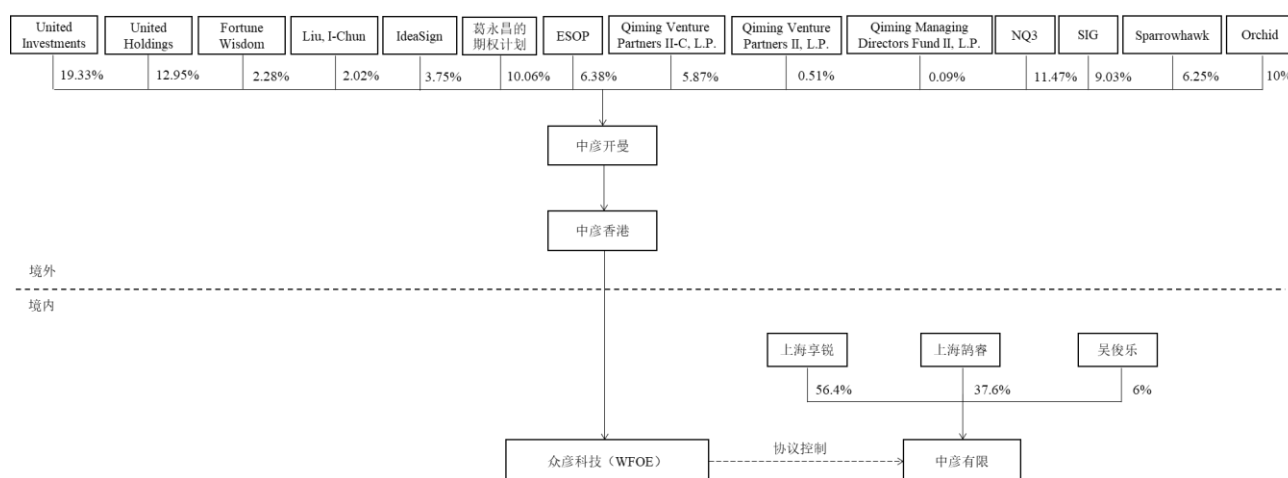 United
Investments
United
Holdings
Fortune
Wisdom
Liu, I-Chun
IdeaSign
葛永昌的
期权计划
ESOP
Qiming Venture
Partners II-C, L.P.
Qiming Venture
Partners II, L.P.
Qiming Managing
Directors Fund II, L.P.
NQ3
SIG
Sparrowhawk
Orchid
19.33%
12.95%
2.28%
2.02%
3.75%
10.06%
6.38%
5.87%
0.51%
0.09%
11.47%
9.03%
6.25%
10%
中彦开曼
中彦香港
境外
境内
上海享锐
上海鹄睿
吴俊乐
56.4%
37.6%
6%
众彦科技（WFOE）
协议控制
中彦有限